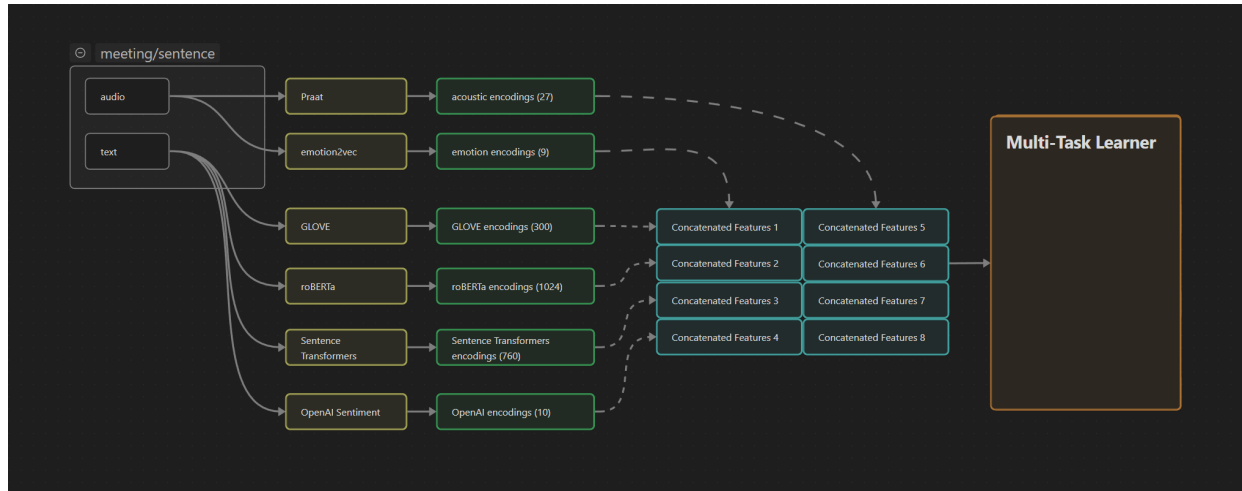 meeting/sentence
audio
Praat
acoustic encodings (27)
text
emotion2vec
emotion encodings (9)
Multi-Task Learner
GLOVE
GLOVE encodings (300)
Concatenated Features 1
Concatenated Features 5
Concatenated Features 2
Concatenated Features 6
roBERTa
roBERTa encodings (1024)
Concatenated Features 3
Concatenated Features 7
Sentence
Transformers
Sentence Transformers
encodings (760)
Concatenated Features 4
Concatenated Features 8
OpenAI Sentiment
OpenAI encodings (10)